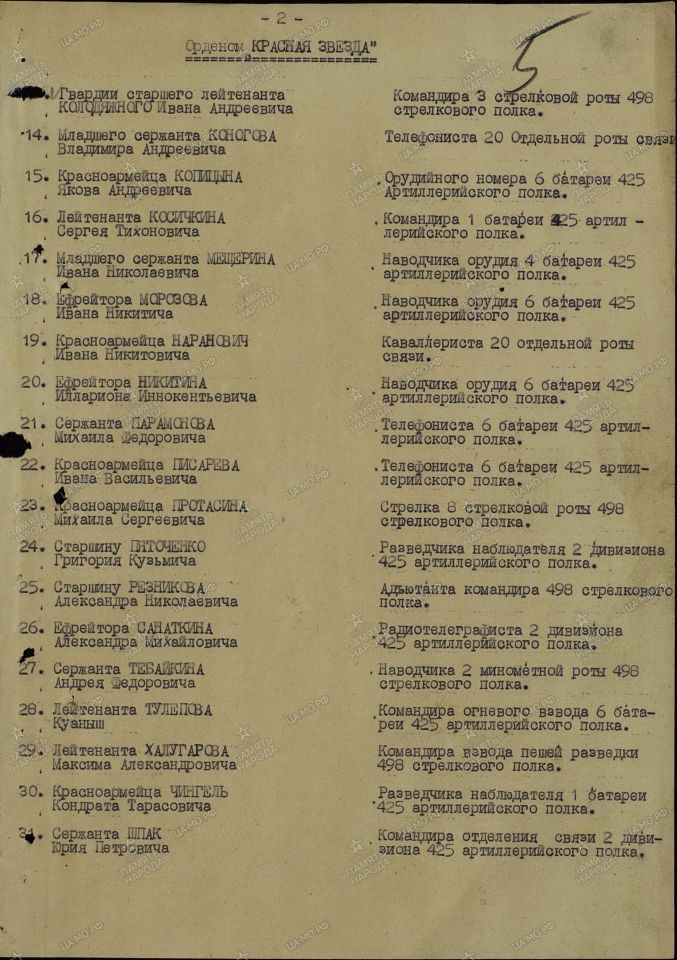 - 2 -
5
Орденом КРАСНАЯ ЗВЕЗДА"
Гвардии старшего лейтенанта
КОЛОДЯЖНОГО Ивана Андреевича
Командира 3 стрелковой роты 498
стрелкового полка.
14. Младшего сержанта КОНОГОВА
Владимира Андреевича
Телефониста 20 Отдельной роты связи
15. Красноармейца КОПИЦЫНА
Якова Андреевича
Орудийного номера 6 батареи 425
Артиллерийского полка.
16. Лейтенанта КОСИЧКИНА
Сергея Тихоновича
Командира 1 батареи 425 артил -
лерийского полка.
17. Младшего сержанта МЕЩЕРИНА
Ивана Николаевича
Наводчика орудия 4 батареи 425
артиллерийского полка.
18. Ефрейтора МОРОЗОВА
Ивана Никитича
Наводчика орудия 6 батареи 425
артиллерийского полка.
19. Красноармейца НАРАНОВИЧ
Ивана Никитовича
Каваллериста 20 отдельной роты
связи.
20. Ефрейтора НИКИТИНА
Иллариона Иннокентьевича
Наводчика орудия 6 батареи 425
артиллерийского полка.
21. Сержанта ПАРАМОНОВА
Михаила Федоровича
Телефониста 6 батареи 425 артил-
лерийского полка.
22. Красноармейца ПИСАРЕВА
Ивана Васильевича
Телефониста 6 батареи 425 артил-
лерийского полка.
23. Красноармейца ПРОТАСИНА
Михаила Сергеевича
Стрелка 8 стрелковой роты 498
стрелкового полка.
24. Старшину ПЯТОЧЕНКО
Григория Кузьмича
Разведчика наблюдателя 2 дивизиона
425 артиллерийского полка.
25. Старшину РЕЗНИКОВА
Александра Николаевича
Адъютанта командира 498 стрелкового
полка.
26. Ефрейтора САНАТКИНА
Александра Михайловича
Радиотелеграфиста 2 дивизиона
425 артиллерийского полка.
27. Сержанта ТЕБАЙКИНА
Андрея Федоровича
Наводчика 2 минометной роты 498
стрелкового полка.
28. Лейтенанта ТУЛЕПОВА
Куаныш
Командира огневого взвода 6 бата-
реи 425 артиллерийского полка.
29. Лейтенанта ХАЛУГАРОВА
Максима Александровича
Командира взвода пешей разведки
498 стрелкового полка.
30. Красноармейца ЧИНГЕЛЬ
Кондрата Тарасовича
Разведчика наблюдателя 1 батареи
425 артиллерийского полка.
31. Сержанта ШПАК
Юрия Петровича
Командира отделения связи 2 диви-
зиона 425 артиллерийского полка.